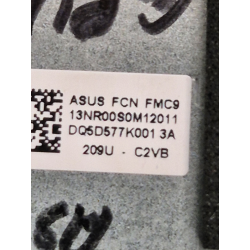 ASUS FCN FMC9
13NR00S0M12011
DQ5D577K001 3A
209U - C2VB